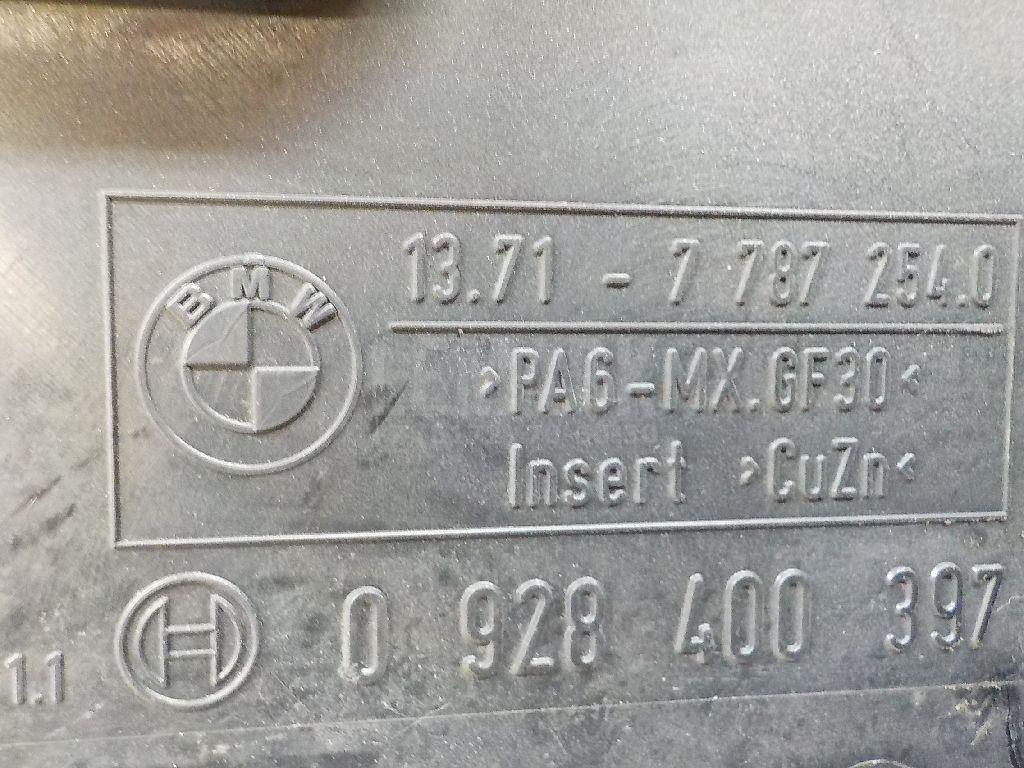 BMW
13.71 - 7 787 254.0
>PA6-MX.GF30<
Insert >CuZn<
1.1
0 928 400 397